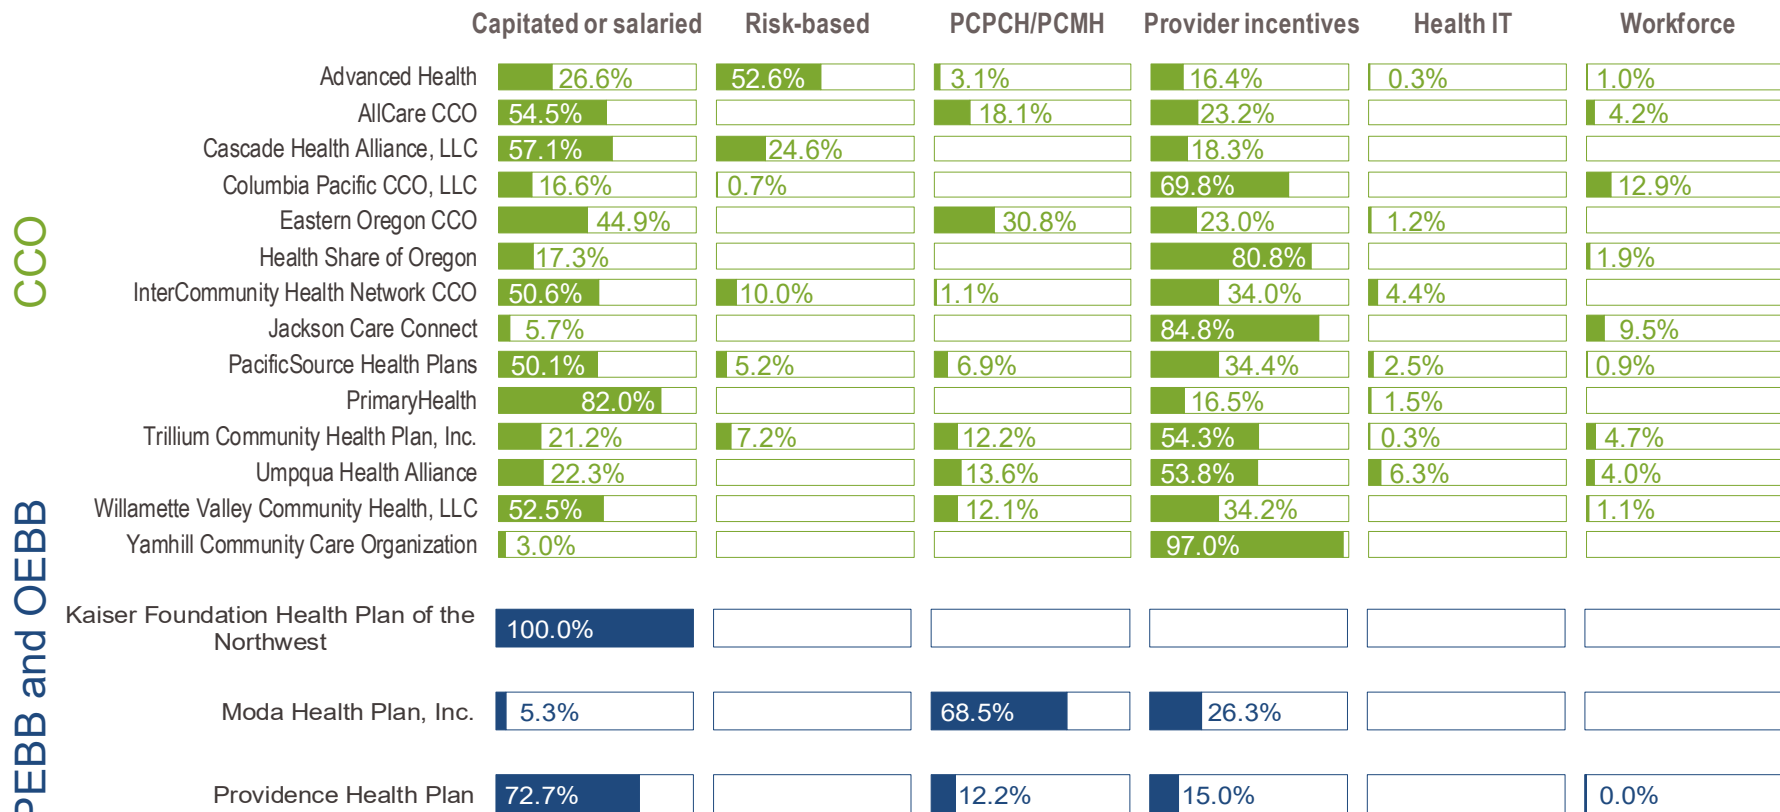 Capitated or salaried Risk-based PCPCH/PCMH Provider incentives Health IT Workforce
CCO
Advanced Health 26.6% 52.6% 3.1% 16.4% 0.3% 1.0%
AllCare CCO 54.5% 18.1% 23.2% 4.2%
Cascade Health Alliance, LLC 57.1% 24.6% 18.3%
Columbia Pacific CCO, LLC 16.6% 0.7% 69.8% 12.9%
Eastern Oregon CCO 44.9% 30.8% 23.0% 1.2%
Health Share of Oregon 17.3% 80.8% 1.9%
InterCommunity Health Network CCO 50.6% 10.0% 1.1% 34.0% 4.4%
Jackson Care Connect 5.7% 84.8% 9.5%
PacificSource Health Plans 50.1% 5.2% 6.9% 34.4% 2.5% 0.9%
PrimaryHealth 82.0% 16.5% 1.5%
Trillium Community Health Plan, Inc. 21.2% 7.2% 12.2% 54.3% 0.3% 4.7%
Umpqua Health Alliance 22.3% 13.6% 53.8% 6.3% 4.0%
Willamette Valley Community Health, LLC 52.5% 12.1% 34.2% 1.1%
Yamhill Community Care Organization 3.0% 97.0%
PEBB and OEBB
Kaiser Foundation Health Plan of the
Northwest 100.0%
Moda Health Plan, Inc. 5.3% 68.5% 26.3%
Providence Health Plan 72.7% 12.2% 15.0% 0.0%